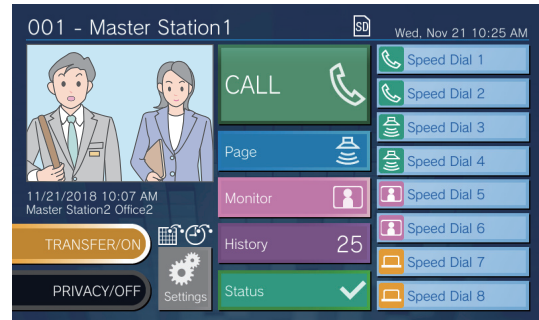 001 - Master Station1
SD
Wed, Nov 21 10:25 AM
11/21/2018 10:07 AM
Master Station2 Office2
TRANSFER/ON
PRIVACY/OFF
Settings
CALL
Page
Monitor
History 25
Status
Speed Dial 1
Speed Dial 2
Speed Dial 3
Speed Dial 4
Speed Dial 5
Speed Dial 6
Speed Dial 7
Speed Dial 8